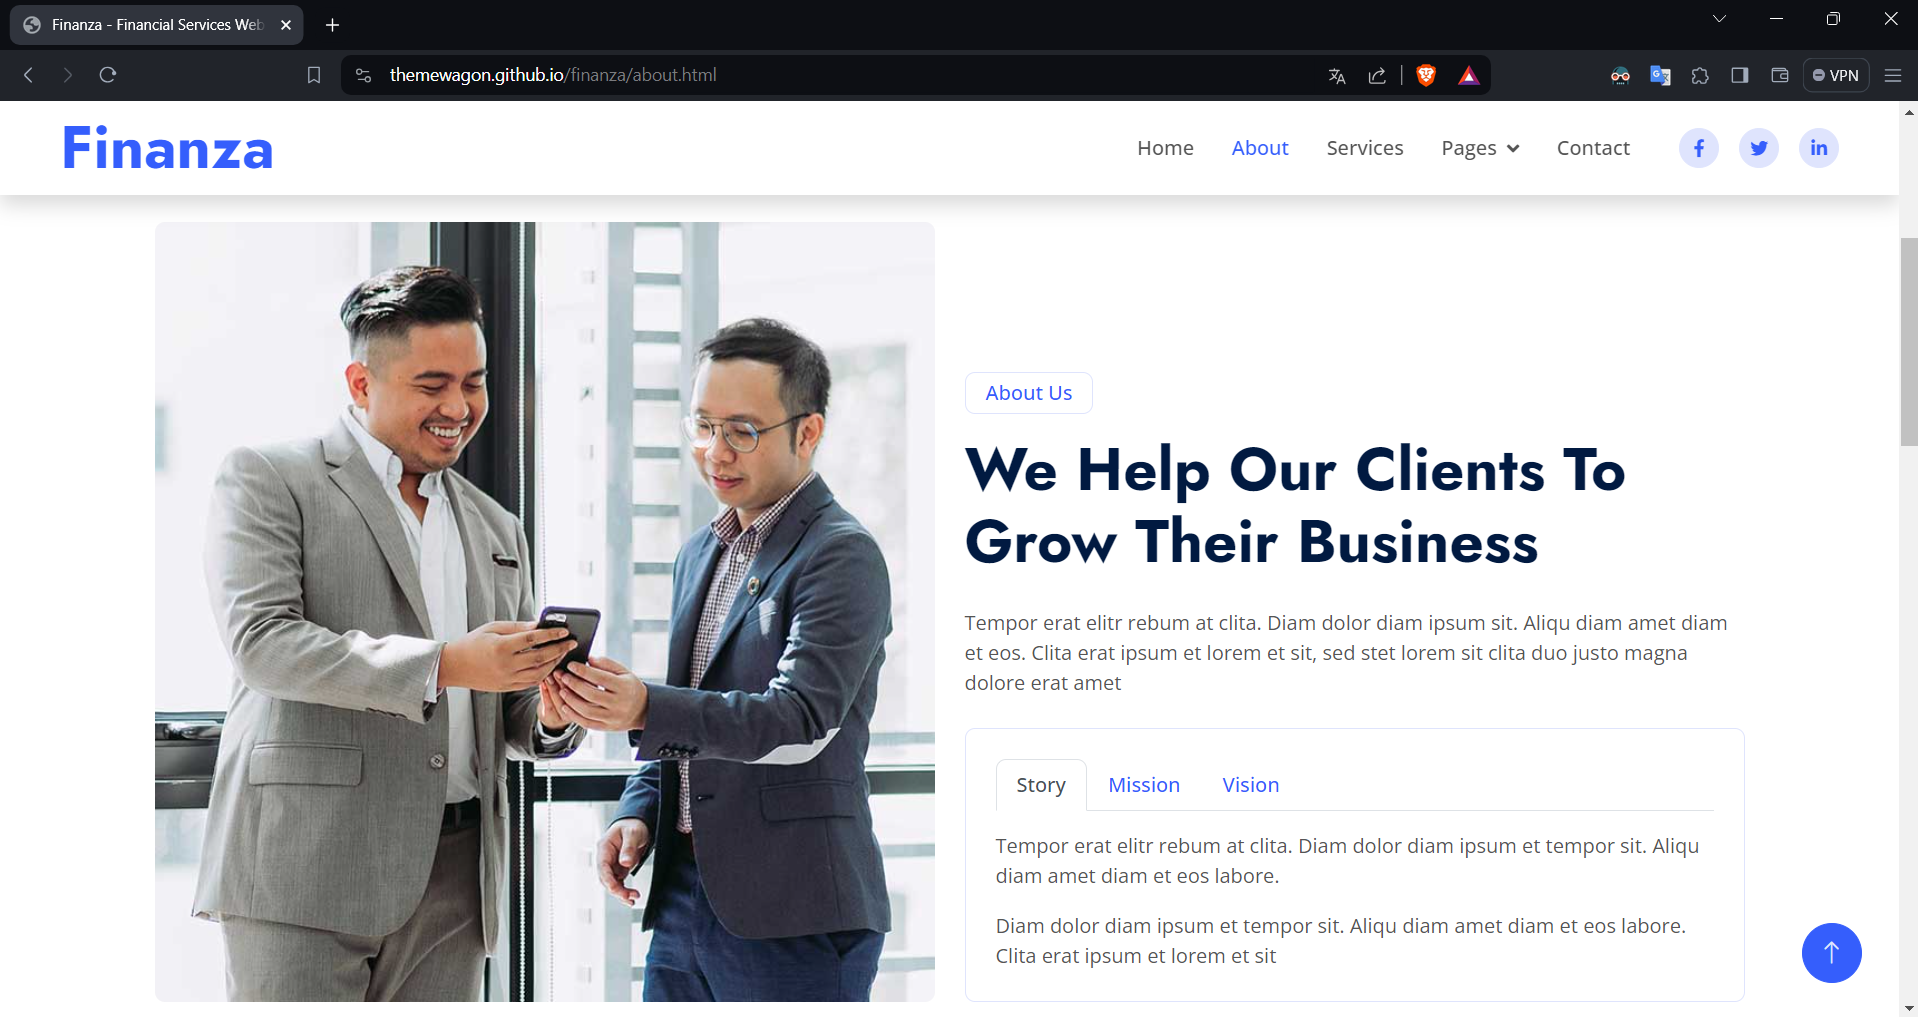 Finanza - Financial Services Web
themewagon.github.io/finanza/about.html
VPN
Finanza
Home
About
Services
Pages
Contact
About Us
We Help Our Clients To
Grow Their Business
Tempor erat elitr rebum at clita. Diam dolor diam ipsum sit. Aliqu diam amet diam
et eos. Clita erat ipsum et lorem et sit, sed stet lorem sit clita duo justo magna
dolore erat amet
Story
Mission
Vision
Tempor erat elitr rebum at clita. Diam dolor diam ipsum et tempor sit. Aliqu
diam amet diam et eos labore.
Diam dolor diam ipsum et tempor sit. Aliqu diam amet diam et eos labore.
Clita erat ipsum et lorem et sit